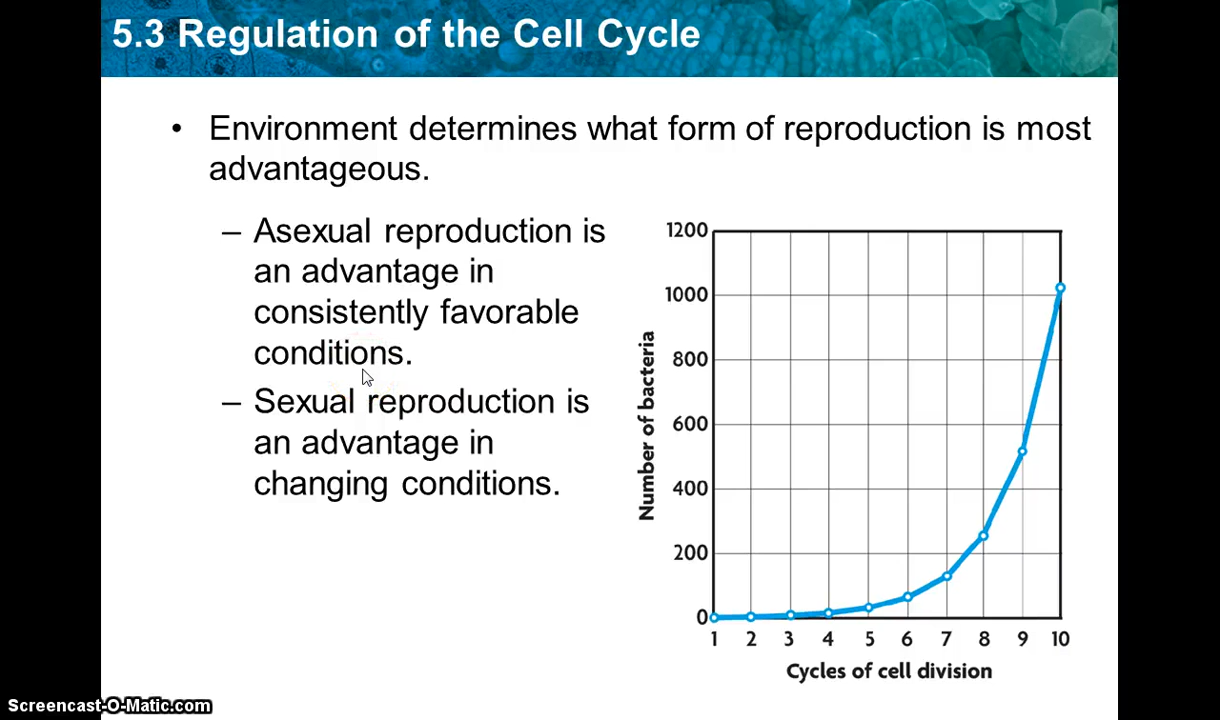 5.3 Regulation of the Cell Cycle
• Environment determines what form of reproduction is most
advantageous.
– Asexual reproduction is
an advantage in
consistently favorable
conditions.
– Sexual reproduction is
an advantage in
changing conditions.
1200
1000
800
600
400
200
0
Number of bacteria
1 2 3 4 5 6 7 8 9 10
Cycles of cell division
Screencast-O-Matic.com